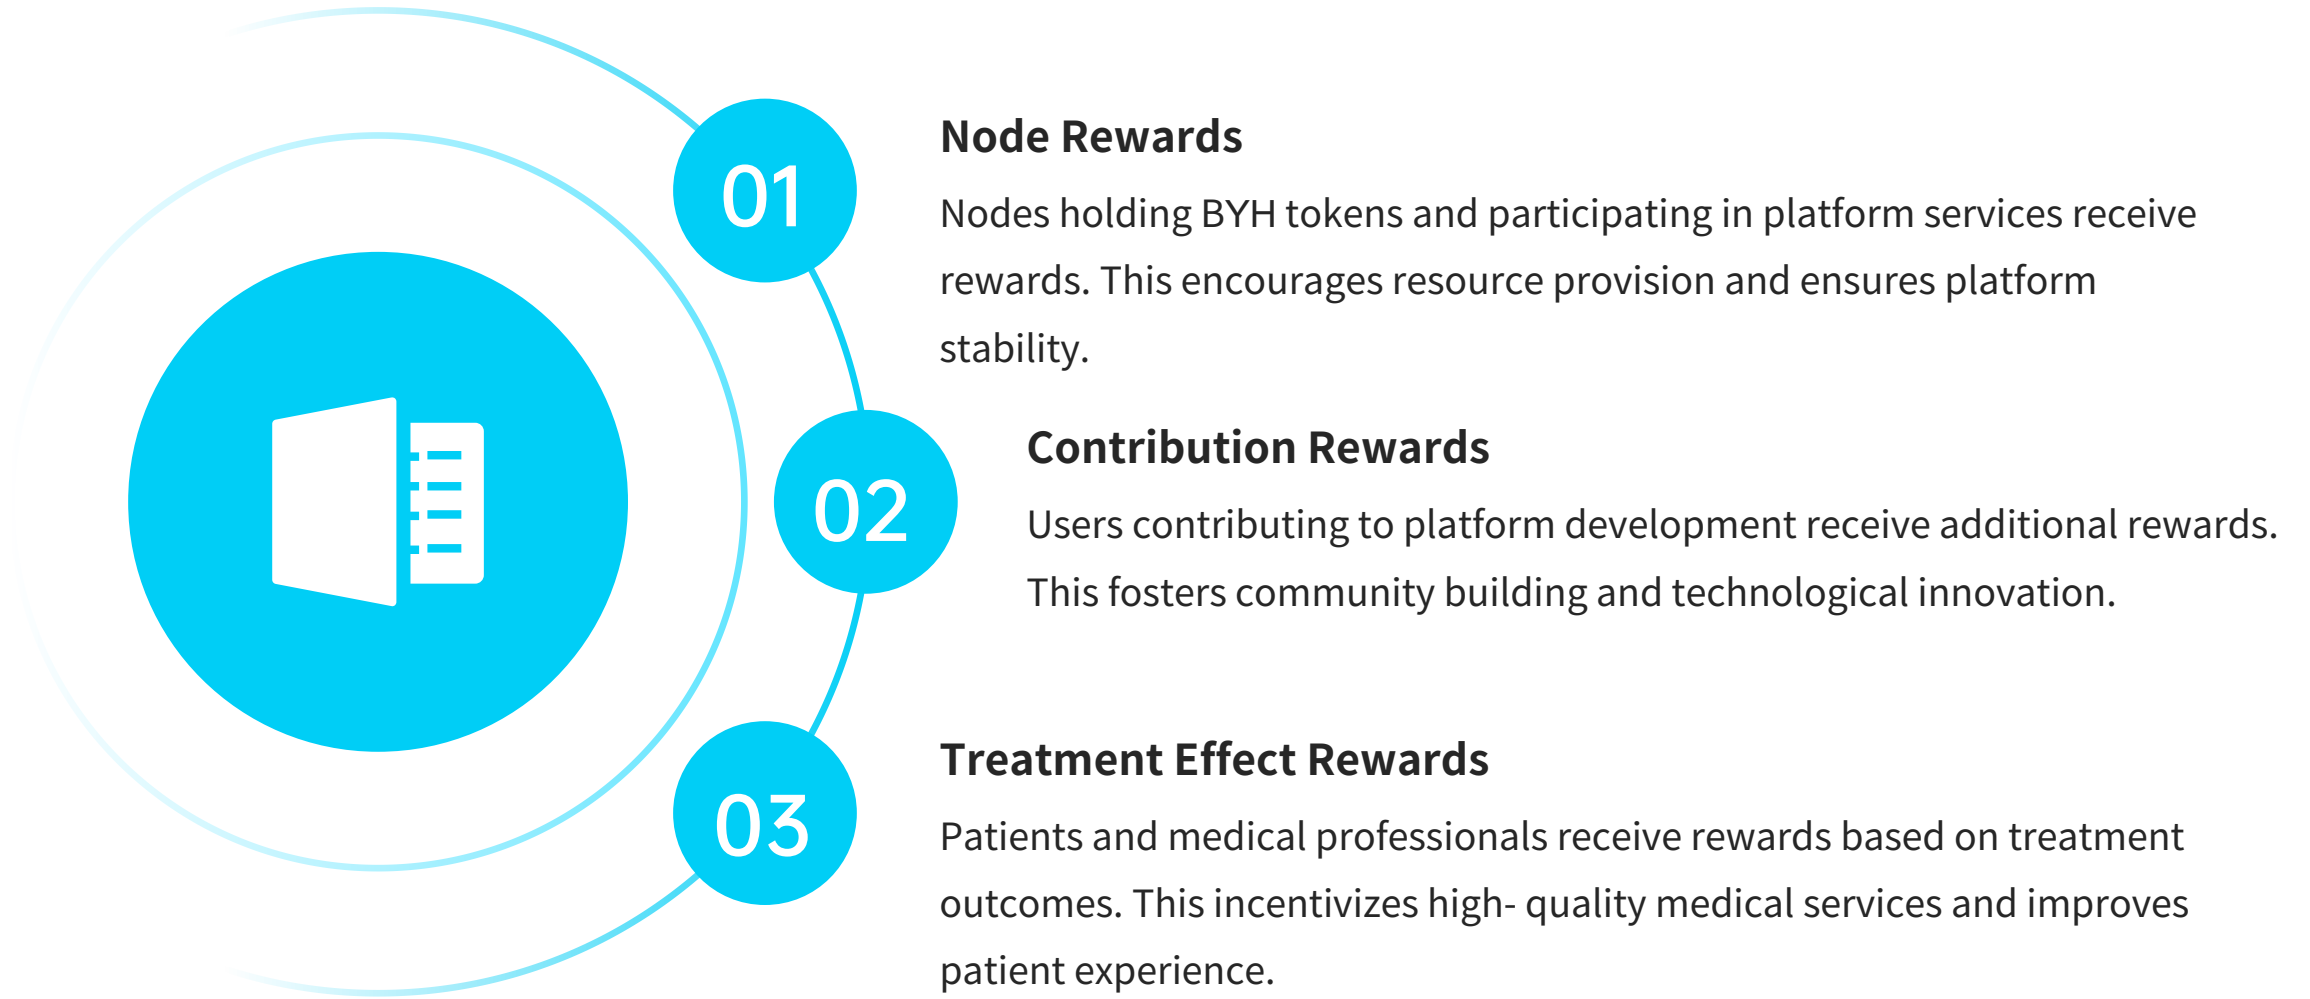 01
Node Rewards
Nodes holding BYH tokens and participating in platform services receive
rewards. This encourages resource provision and ensures platform
stability.
02
Contribution Rewards
Users contributing to platform development receive additional rewards.
This fosters community building and technological innovation.
03
Treatment Effect Rewards
Patients and medical professionals receive rewards based on treatment
outcomes. This incentivizes high- quality medical services and improves
patient experience.